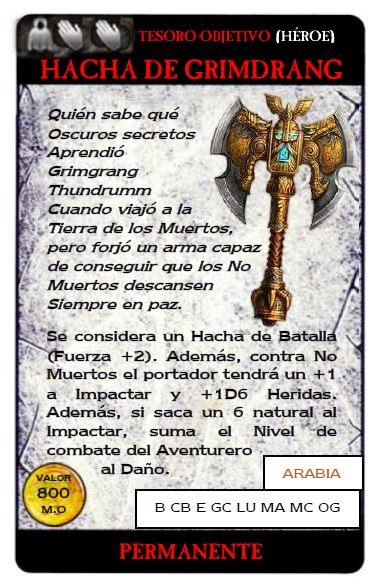 TESORO OBJETIVO (HÉROE)
HACHA DE GRIMDRANG
Quién sabe qué
Oscuros secretos
Aprendió
Grimgrang
Thundrumm
Cuando viajó a la
Tierra de los Muertos,
pero forjó un arma capaz
de conseguir que los No
Muertos descansen
Siempre en paz.
Se considera un Hacha de Batalla
(Fuerza +2). Además, contra No
Muertos el portador tendrá un +1
a Impactar y +1D6 Heridas.
Además, si saca un 6 natural al
Impactar, suma el Nivel de
combate del Aventurero
al Daño.
VALOR
800
M.O
ARABIA
B CB E GC LU MA MC OG
PERMANENTE